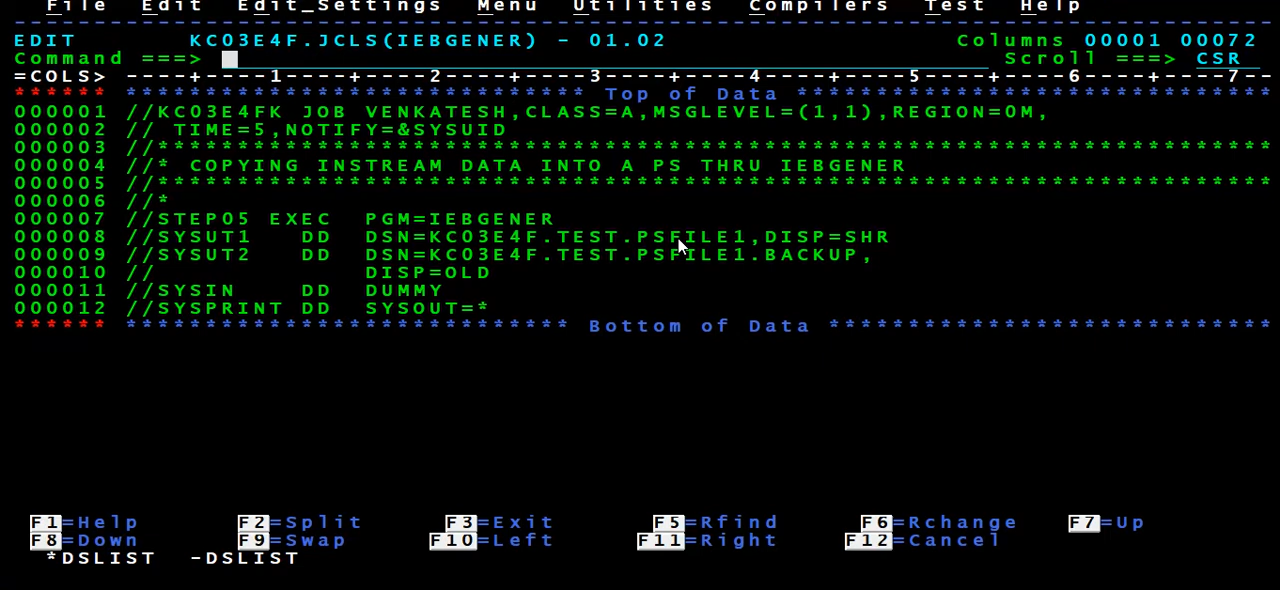 File Edit Edit_Settings Menu Utilities Compilers Test Help
-------------------------------------------------------------------------------
EDIT KC03E4F.JCLS(IEBGENER) - 01.02 Columns 00001 00072
Command ===> Scroll ===> CSR
=COLS> ----+----1----+----2----+----3----+----4----+----5----+----6----+----7--
****** ***************************** Top of Data ******************************
000001 //KC03E4FK JOB VENKATESH,CLASS=A,MSGLEVEL=(1,1),REGION=0M,
000002 // TIME=5,NOTIFY=&SYSUID
000003 //**********************************************************************
000004 //* COPYING INSTREAM DATA INTO A PS THRU IEBGENER
000005 //**********************************************************************
000006 //*
000007 //STEP05 EXEC PGM=IEBGENER
000008 //SYSUT1 DD DSN=KC03E4F.TEST.PSFILE1,DISP=SHR
000009 //SYSUT2 DD DSN=KC03E4F.TEST.PSFILE1.BACKUP,
000010 // DISP=OLD
000011 //SYSIN DD DUMMY
000012 //SYSPRINT DD SYSOUT=*
****** **************************** Bottom of Data ****************************
F1=Help F2=Split F3=Exit F5=Rfind F6=Rchange F7=Up
F8=Down F9=Swap F10=Left F11=Right F12=Cancel
*DSLIST -DSLIST